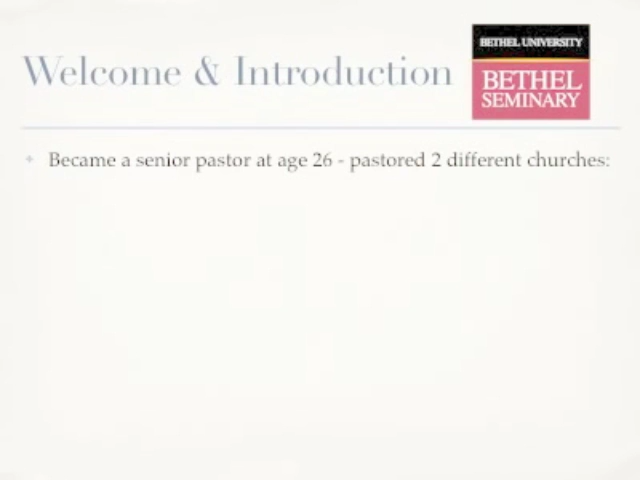 Welcome & Introduction
BETHEL UNIVERSITY
BETHEL
SEMINARY
Became a senior pastor at age 26 - pastored 2 different churches: